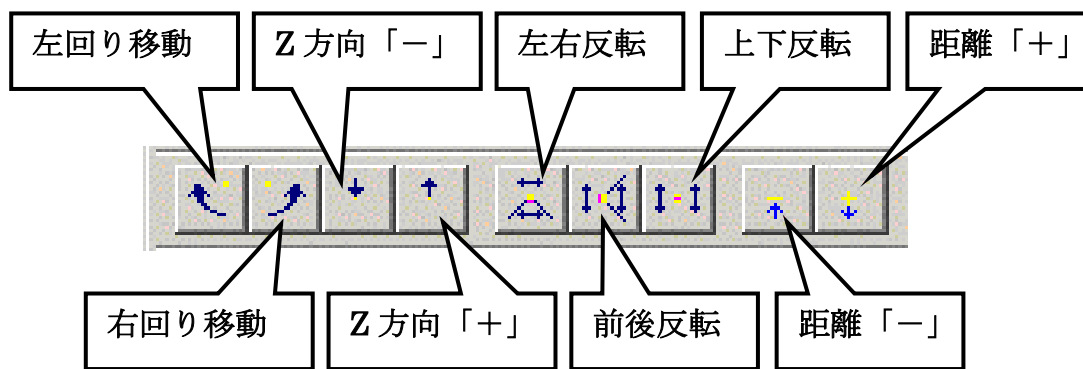 左回り移動
Z 方向「－」
左右反転
上下反転
距離「＋」
右回り移動
Z 方向「＋」
前後反転
距離「－」